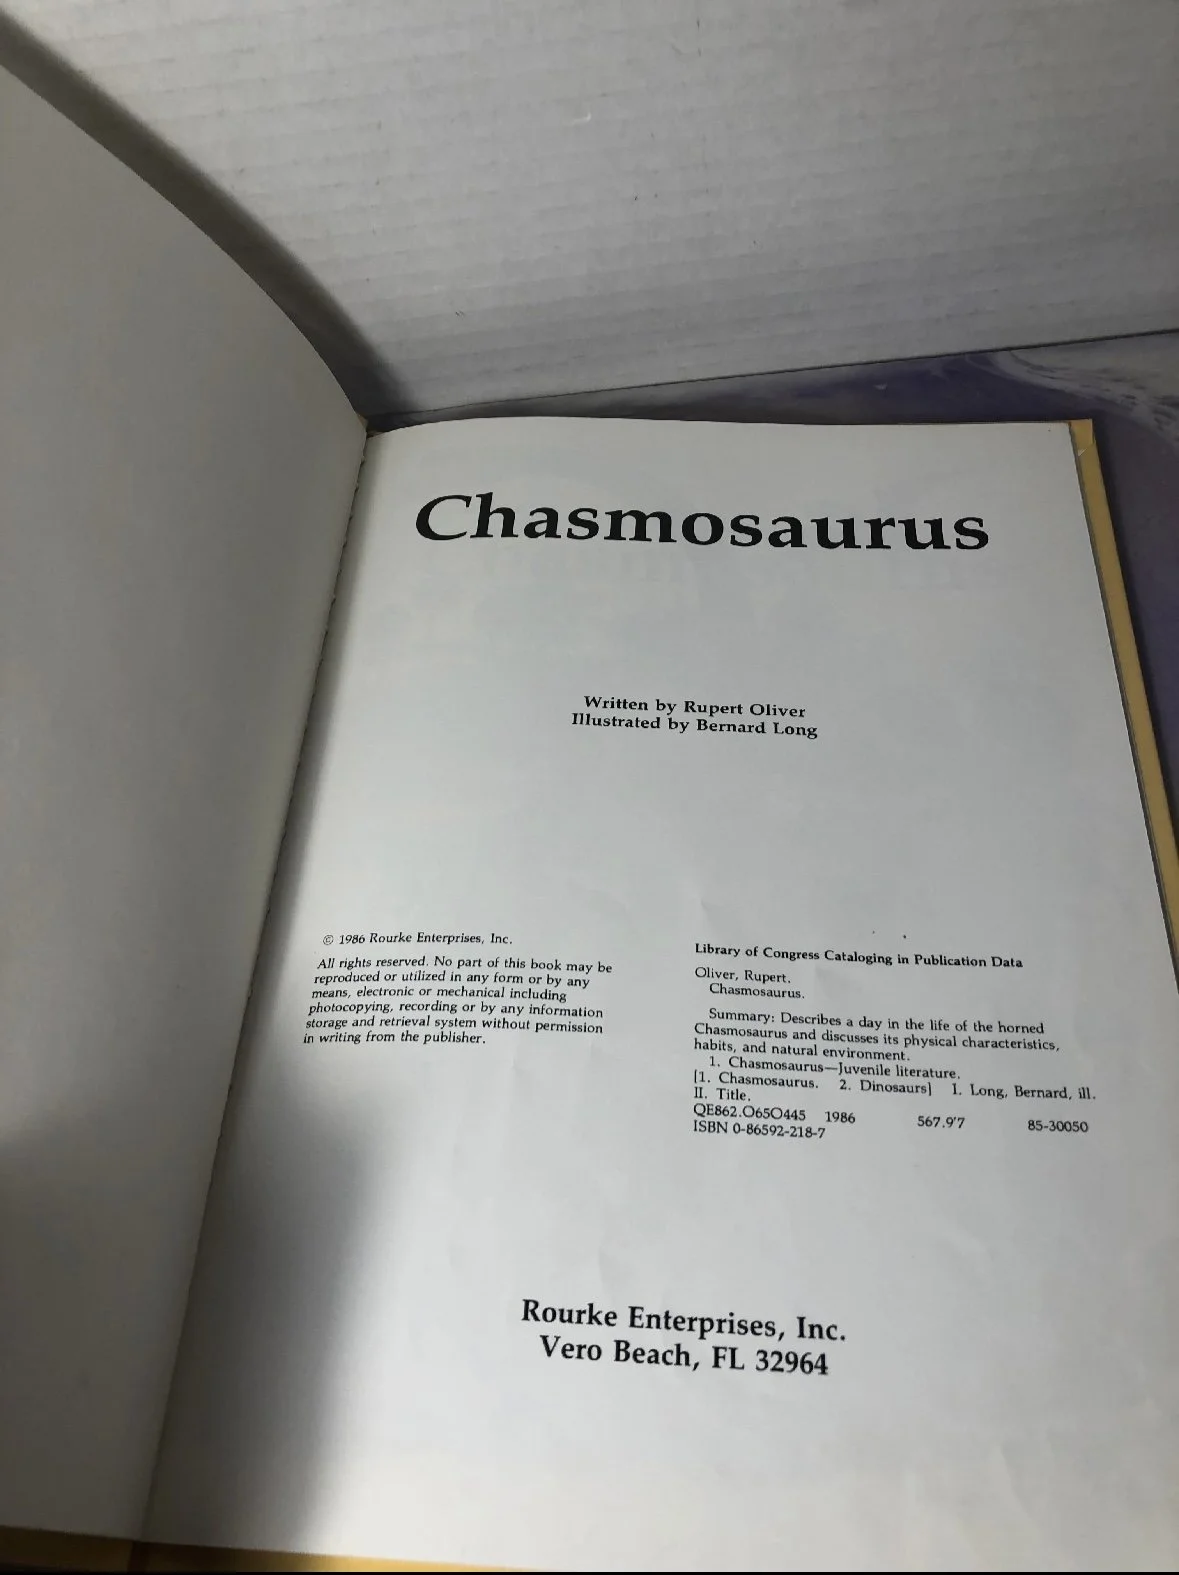 Chasmosaurus
Written by Rupert Oliver
Illustrated by Bernard Long
© 1986 Rourke Enterprises, Inc.
All rights reserved. No part of this book may be
reproduced or utilized in any form or by any
means, electronic or mechanical including
photocopying, recording or by any information
storage and retrieval system without permission
in writing from the publisher.
Library of Congress Cataloging in Publication Data
Oliver, Rupert.
Chasmosaurus.
Summary: Describes a day in the life of the horned
Chasmosaurus and discusses its physical characteristics,
habits, and natural environment.
1. Chasmosaurus—Juvenile literature.
[1. Chasmosaurus. 2. Dinosaurs] 1. Long, Bernard, ill.
II. Title.
QE862.O65O445 1986 567.9'7 85-30050
ISBN 0-86592-218-7
Rourke Enterprises, Inc.
Vero Beach, FL 32964